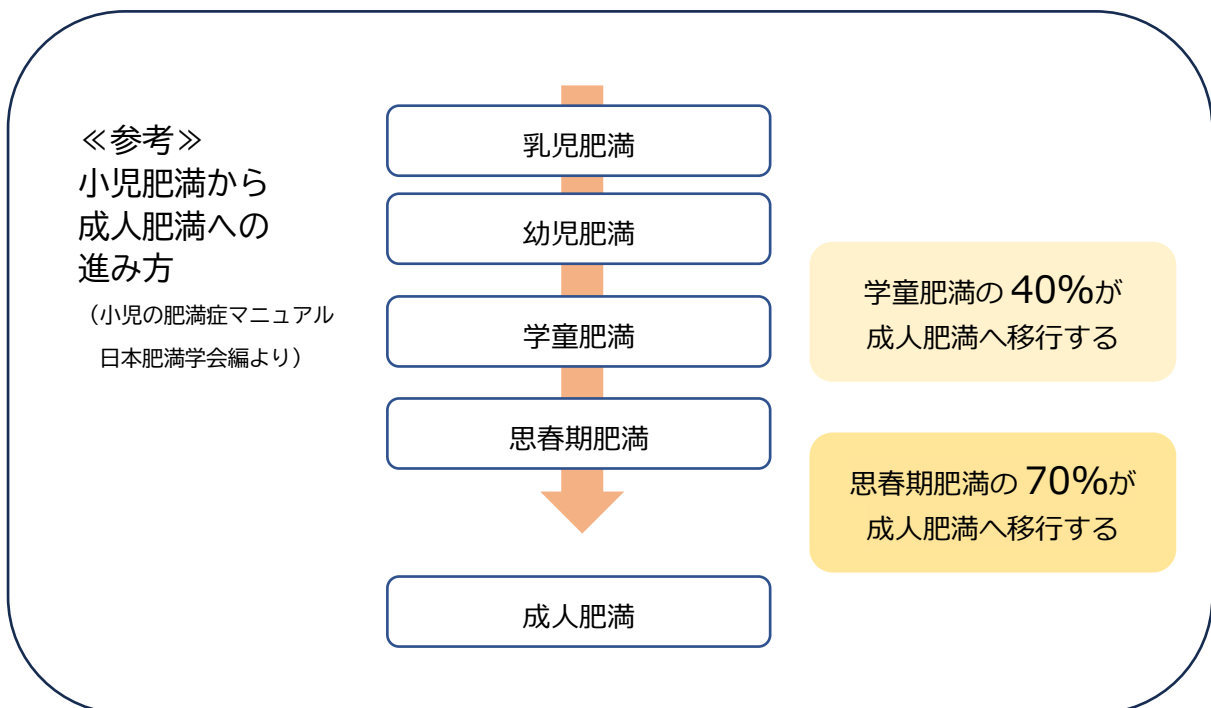 ≪参考≫
小児肥満から
成人肥満への
進み方
（小児の肥満症マニュアル
日本肥満学会編より）
乳児肥満
幼児肥満
学童肥満
思春期肥満
成人肥満
学童肥満の 40%が
成人肥満へ移行する
思春期肥満の 70%が
成人肥満へ移行する